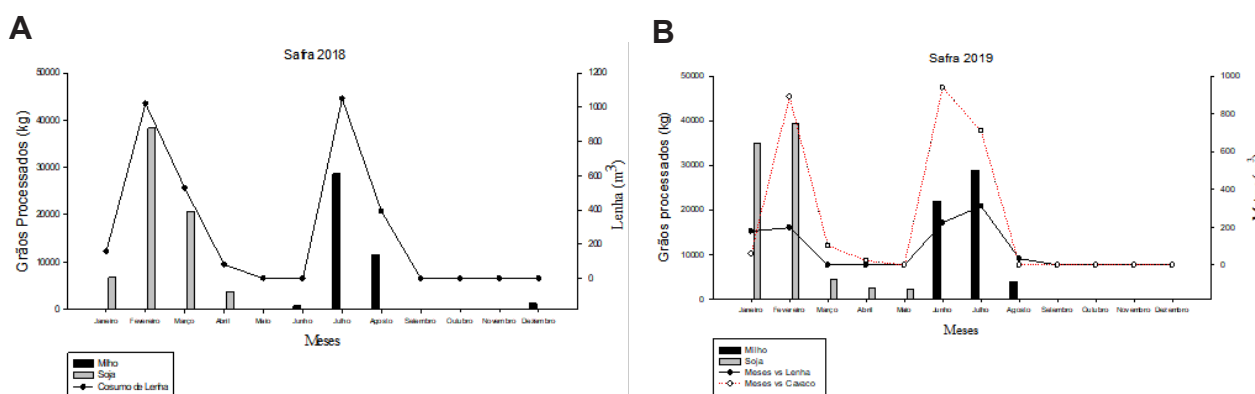 A
Safra 2018
50000
40000
30000
20000
10000
0
Grãos Processados (kg)
1200
1000
800
600
400
200
0
Lenha (m³)
Janeiro Fevereiro Março Abril Maio Junho Julho Agosto Setembro Outubro Novembro Dezembro
Meses
Milho
Soja
Cosumo de Lenha
B
Safra 2019
50000
40000
30000
20000
10000
0
Grãos processados (kg)
1000
800
600
400
200
0
Janeiro Fevereiro Março Abril Maio Junho Julho Agosto Setembro Outubro Novembro Dezembro
Meses
Milho
Soja
Meses vs Lenha
Meses vs Cavaco